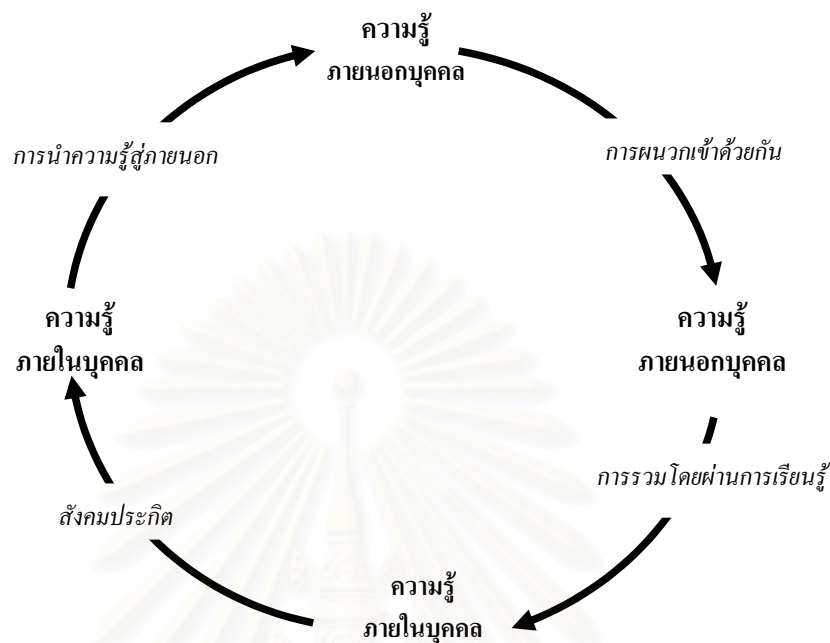 ความรู้
ภายนอกบุคคล
การนำความรู้สู่ภายนอก
การผนวกเข้าด้วยกัน
ความรู้
ภายในบุคคล
ความรู้
ภายนอกบุคคล
การรวมโดยผ่านการเรียนรู้
สังคมประกิต
ความรู้
ภายในบุคคล